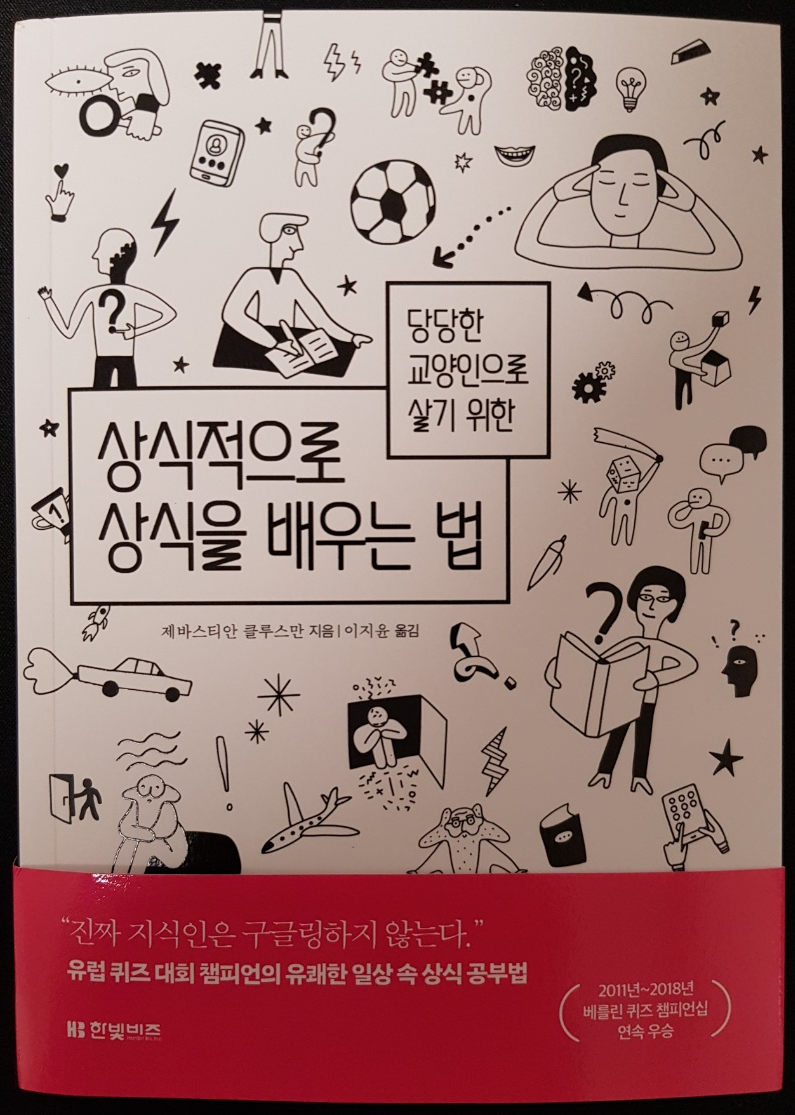 당당한
교양인으로
살기 위한
상식적으로
상식을 배우는 법
제바스티안 클루스만 지음 | 이지윤 옮김
“진짜 지식인은 구글링하지 않는다.”
유럽 퀴즈 대회 챔피언의 유쾌한 일상 속 상식 공부법
2011년~2018년
베를린 퀴즈 챔피언십
연속 우승
HB 한빛비즈
1
?
?
?
?
?
!